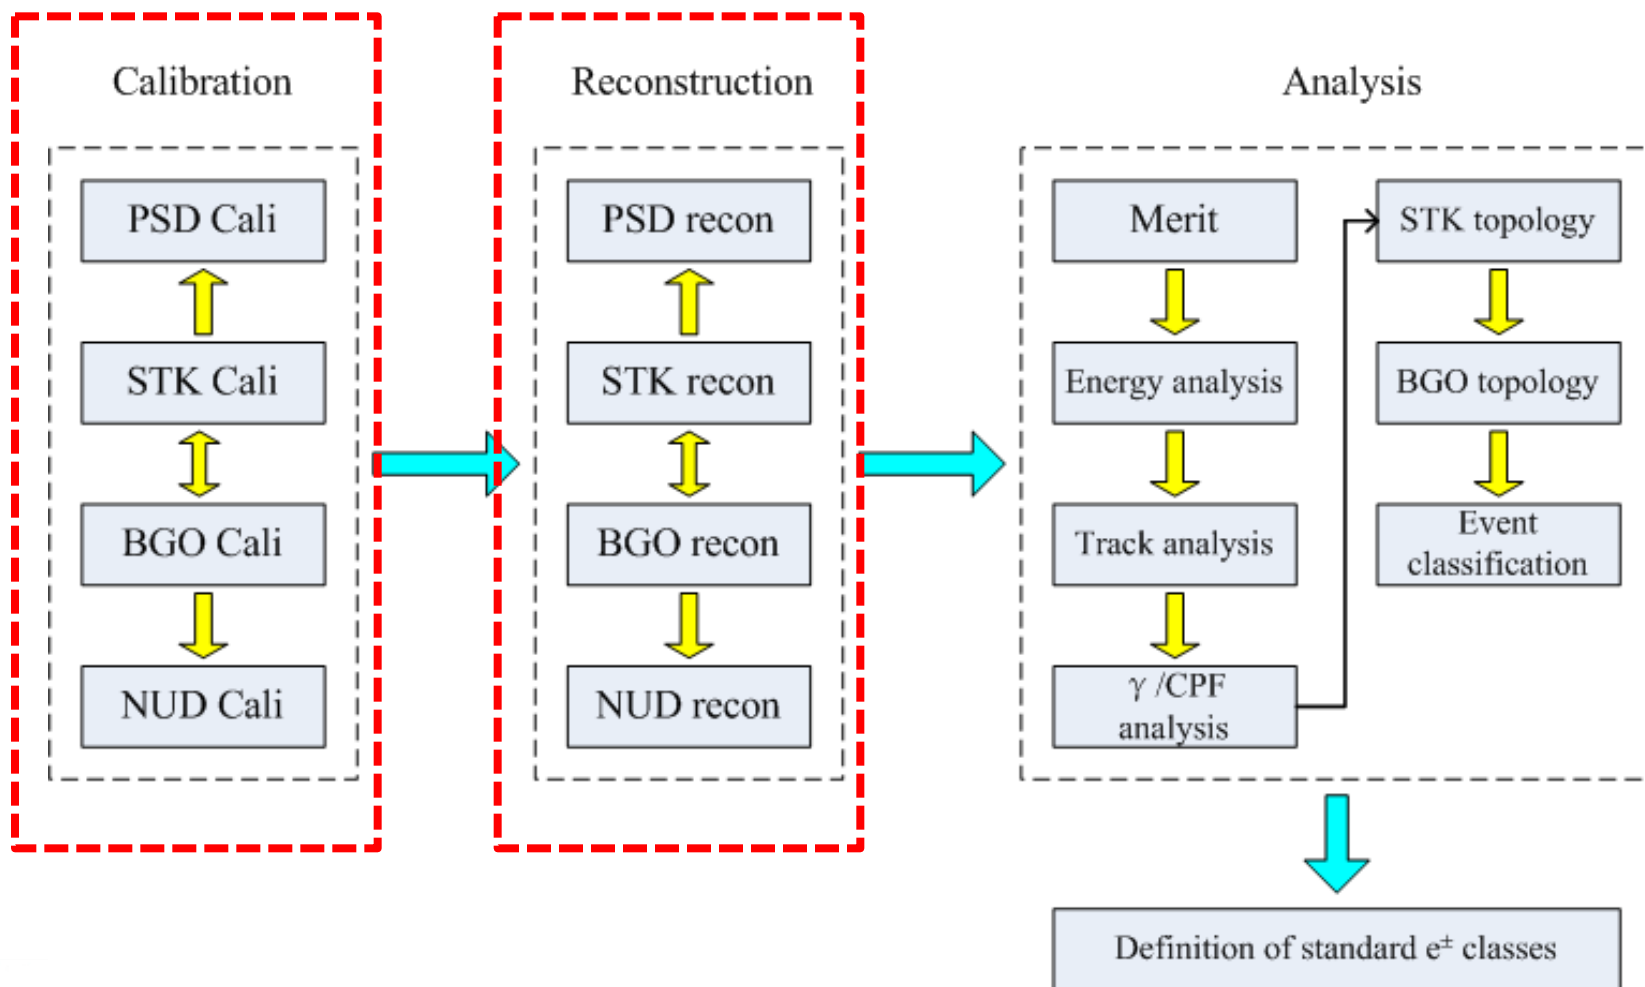 Calibration
PSD Cali
STK Cali
BGO Cali
NUD Cali
Reconstruction
PSD recon
STK recon
BGO recon
NUD recon
Analysis
Merit
Energy analysis
Track analysis
γ /CPF
analysis
STK topology
BGO topology
Event
classification
Definition of standard e± classes